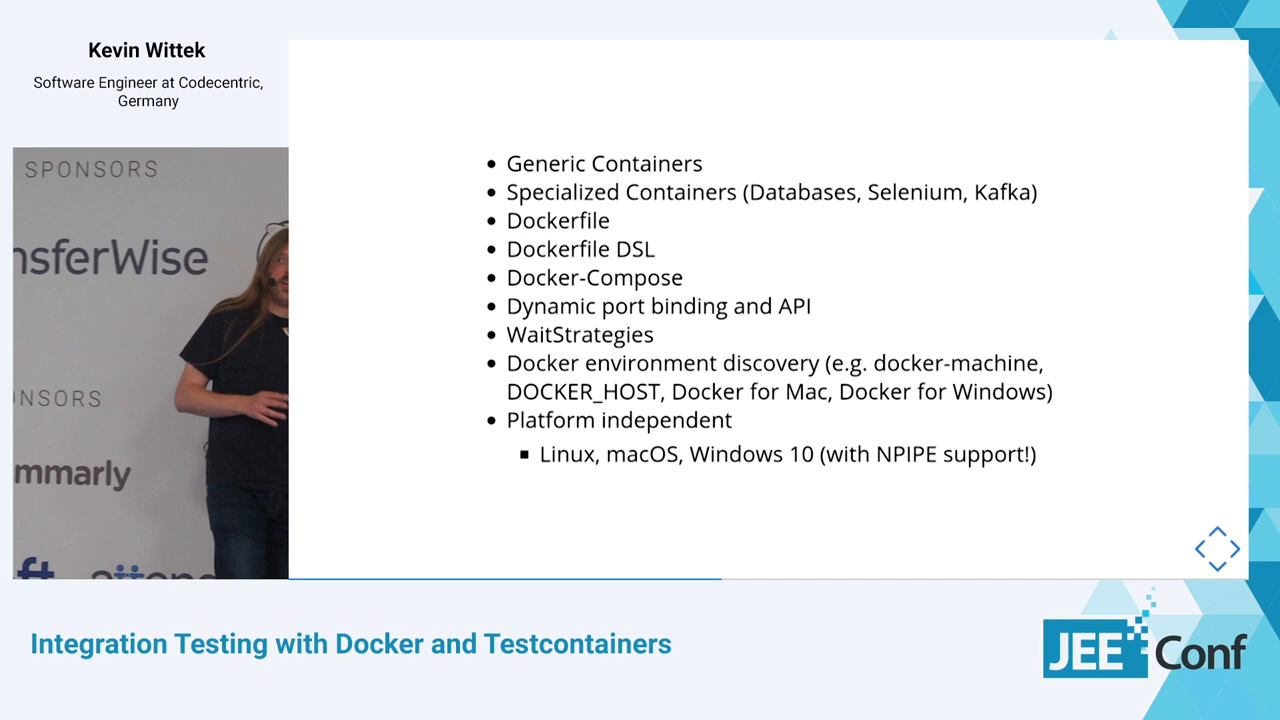 Kevin Wittek
Software Engineer at Codecentric,
Germany
SPONSORS
nsferWise
ONSORS
mmarly
ft
Generic Containers
Specialized Containers (Databases, Selenium, Kafka)
Dockerfile
Dockerfile DSL
Docker-Compose
Dynamic port binding and API
WaitStrategies
Docker environment discovery (e.g. docker-machine,
DOCKER_HOST, Docker for Mac, Docker for Windows)
Platform independent
Linux, macOS, Windows 10 (with NPIPE support!)
Integration Testing with Docker and Testcontainers
JEE Conf